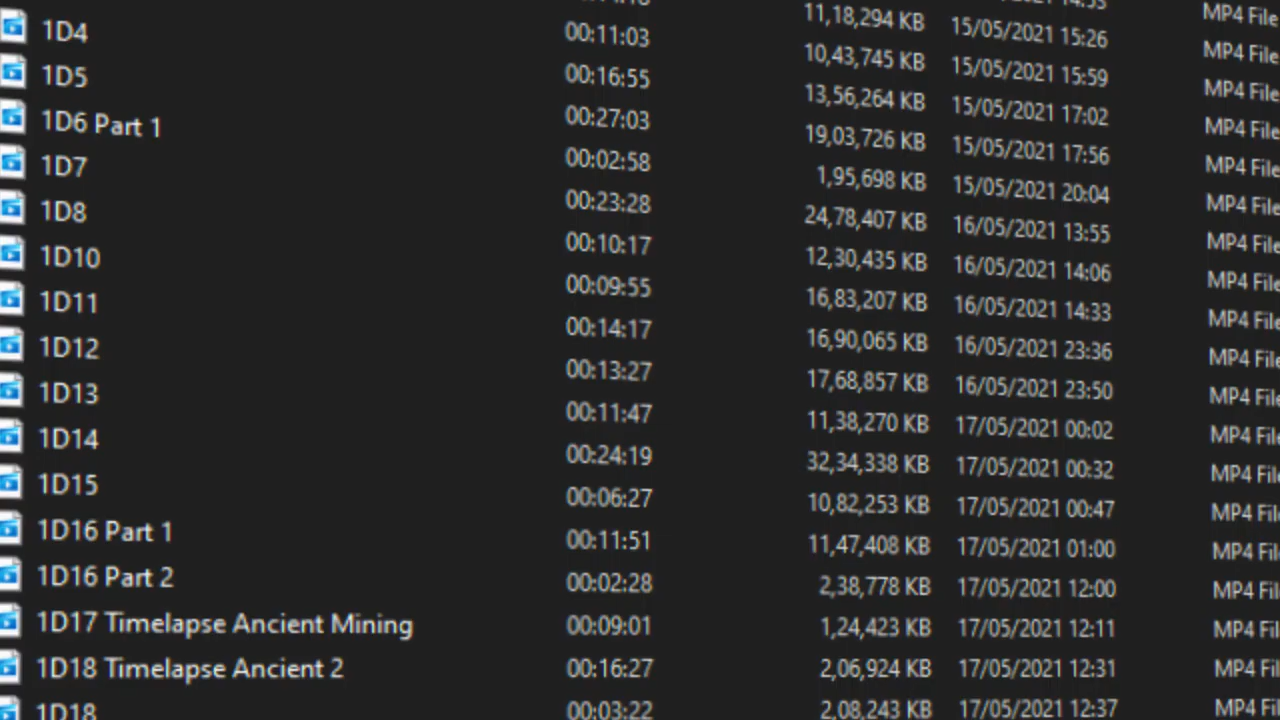 11,18,294 KB 15/05/2021 15:26 MP4 File
00:11:03 10,43,745 KB 15/05/2021 15:59 MP4 File
1D4 00:16:55 13,56,264 KB 15/05/2021 17:02 MP4 File
1D5 00:27:03 19,03,726 KB 15/05/2021 17:56 MP4 File
1D6 Part 1 00:02:58 1,95,698 KB 15/05/2021 20:04 MP4 File
1D7 00:23:28 24,78,407 KB 16/05/2021 13:55 MP4 File
1D8 00:10:17 12,30,435 KB 16/05/2021 14:06 MP4 File
1D10 00:09:55 16,83,207 KB 16/05/2021 14:33 MP4 File
1D11 00:14:17 16,90,065 KB 16/05/2021 23:36 MP4 File
1D12 00:13:27 17,68,857 KB 16/05/2021 23:50 MP4 File
1D13 00:11:47 11,38,270 KB 17/05/2021 00:02 MP4 File
1D14 00:24:19 32,34,338 KB 17/05/2021 00:32 MP4 File
1D15 00:06:27 10,82,253 KB 17/05/2021 00:47 MP4 File
1D16 Part 1 00:11:51 11,47,408 KB 17/05/2021 01:00 MP4 File
1D16 Part 2 00:02:28 2,38,778 KB 17/05/2021 12:00 MP4 File
1D17 Timelapse Ancient Mining 00:09:01 1,24,423 KB 17/05/2021 12:11 MP4 Fil
1D18 Timelapse Ancient 2 00:16:27 2,06,924 KB 17/05/2021 12:31 MP4 Fil
1D18 00:03:22 2,08,243 KB 17/05/2021 12:37 MP4 Fil